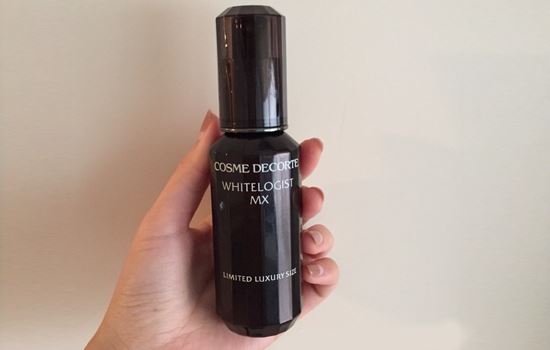 COSME DECORTE
WHITELOGIST
MX
LIMITED LUXURY SIZE